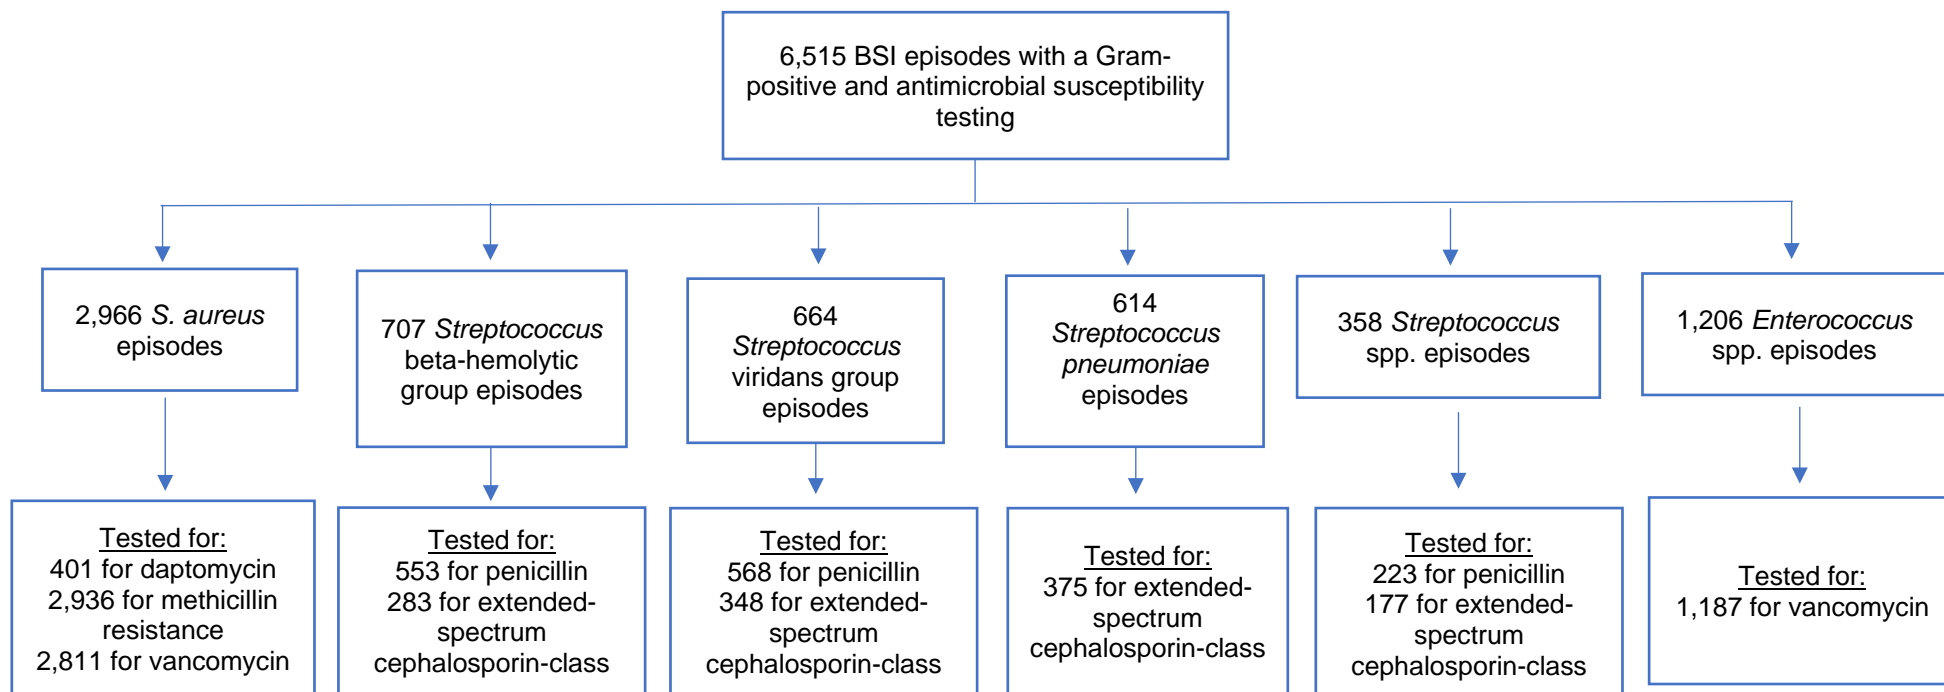 6,515 BSI episodes with a Gram-
positive and antimicrobial susceptibility
testing
2,966 S. aureus
episodes
707 Streptococcus
beta-hemolytic
group episodes
664
Streptococcus
viridans group
episodes
614
Streptococcus
pneumoniae
episodes
358 Streptococcus
spp. episodes
1,206 Enterococcus
spp. episodes
Tested for:
401 for daptomycin
2,936 for methicillin
resistance
2,811 for vancomycin
Tested for:
553 for penicillin
283 for extended-
spectrum
cephalosporin-class
Tested for:
568 for penicillin
348 for extended-
spectrum
cephalosporin-class
Tested for:
375 for extended-
spectrum
cephalosporin-class
Tested for:
223 for penicillin
177 for extended-
spectrum
cephalosporin-class
Tested for:
1,187 for vancomycin